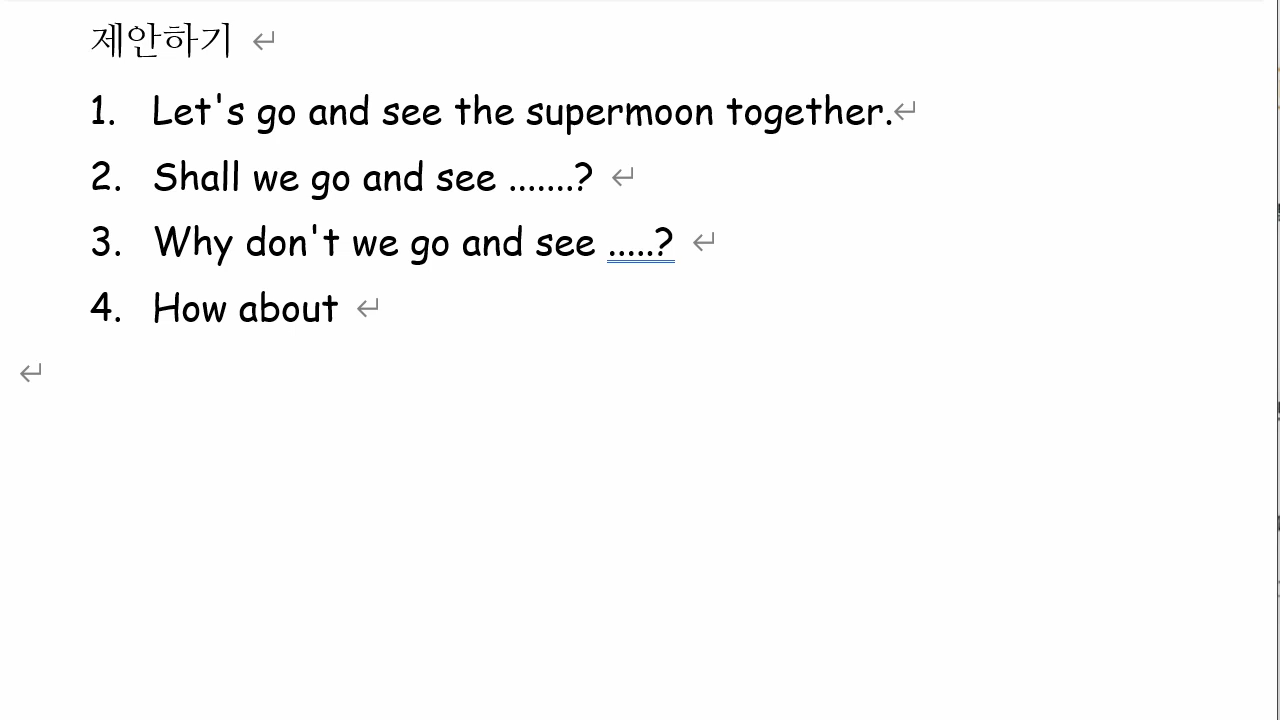 제안하기
1. Let's go and see the supermoon together.
2. Shall we go and see .......?
3. Why don't we go and see .....?
4. How about